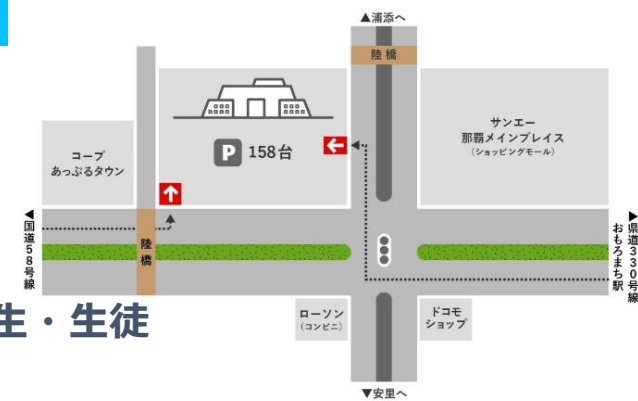 ▲浦添へ
陸橋
サンエー
那覇メインプレイス
(ショッピングモール)
P 158台
コープ
あっぷるタウン
◀国道58号線
陸橋
▶県道330号線
おもろまち駅
生・生徒
ローソン
(コンビニ)
ドコモ
ショップ
▼安里へ